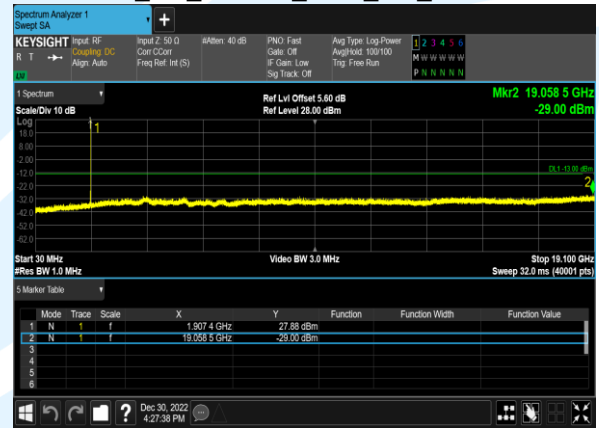 Spectrum Analyzer 1
Swept SA
KEYSIGHT Input: RF Input Z: 50 Ω #Atten: 40 dB PNO: Fast Avg Type: Log-Power 1 2 3 4 5 6
R T Coupling: DC Corr CCorr Gate: Off Avg|Hold: 100/100 M W W W W W
Align: Auto Freq Ref: Int (S) IF Gain: Low Trig: Free Run P N N N N N
Sig Track: Off
1 Spectrum
Scale/Div 10 dB Ref Lvl Offset 5.60 dB Mkr2 19.058 5 GHz
Log Ref Level 28.00 dBm -29.00 dBm
1
18.0
8.00
-2.00
-12.0 DL1 -13.00 dBm
-22.0 2
-32.0
-42.0
-52.0
-62.0
Start 30 MHz Video BW 3.0 MHz Stop 19.100 GHz
#Res BW 1.0 MHz Sweep 32.0 ms (40001 pts)
5 Marker Table
Mode Trace Scale X Y Function Function Width Function Value
1 N 1 f 1.907 4 GHz 27.88 dBm
2 N 1 f 19.058 5 GHz -29.00 dBm
3
4
5
6
? Dec 30, 2022
4:27:38 PM